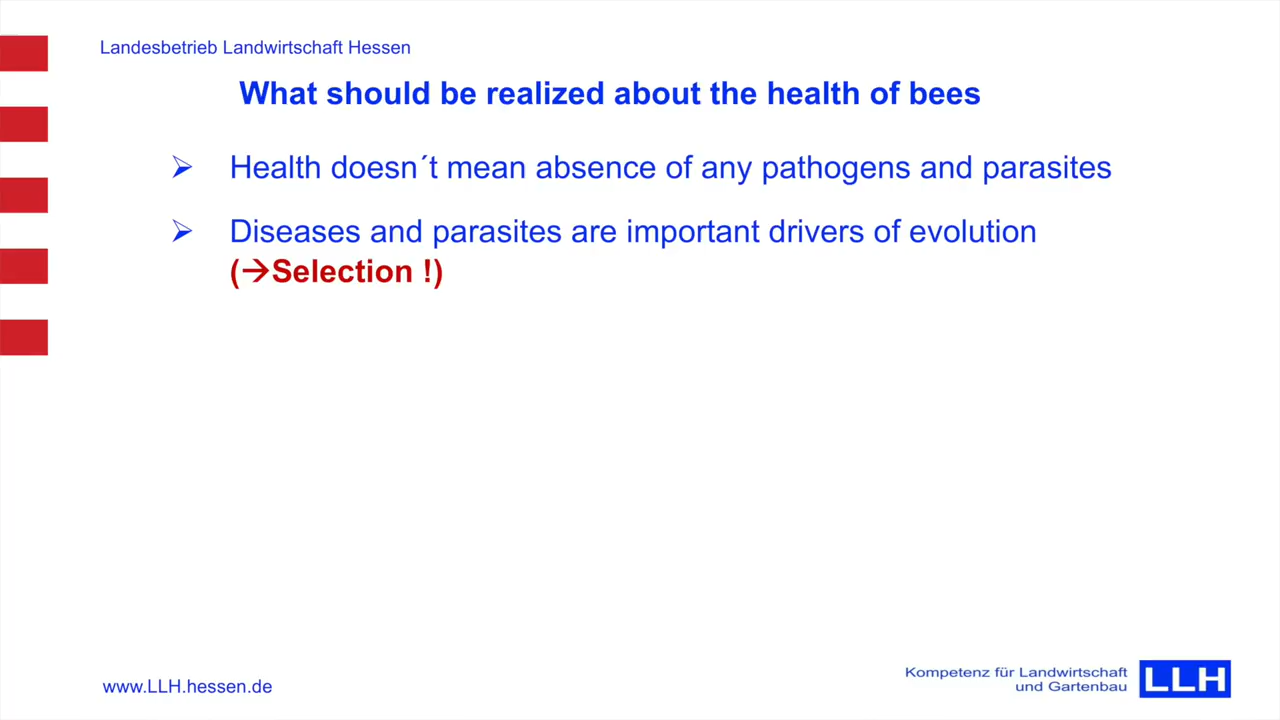 Landesbetrieb Landwirtschaft Hessen
What should be realized about the health of bees
➢ Health doesn´t mean absence of any pathogens and parasites
➢ Diseases and parasites are important drivers of evolution
(→Selection !)
www.LLH.hessen.de
Kompetenz für Landwirtschaft
und Gartenbau
LLH